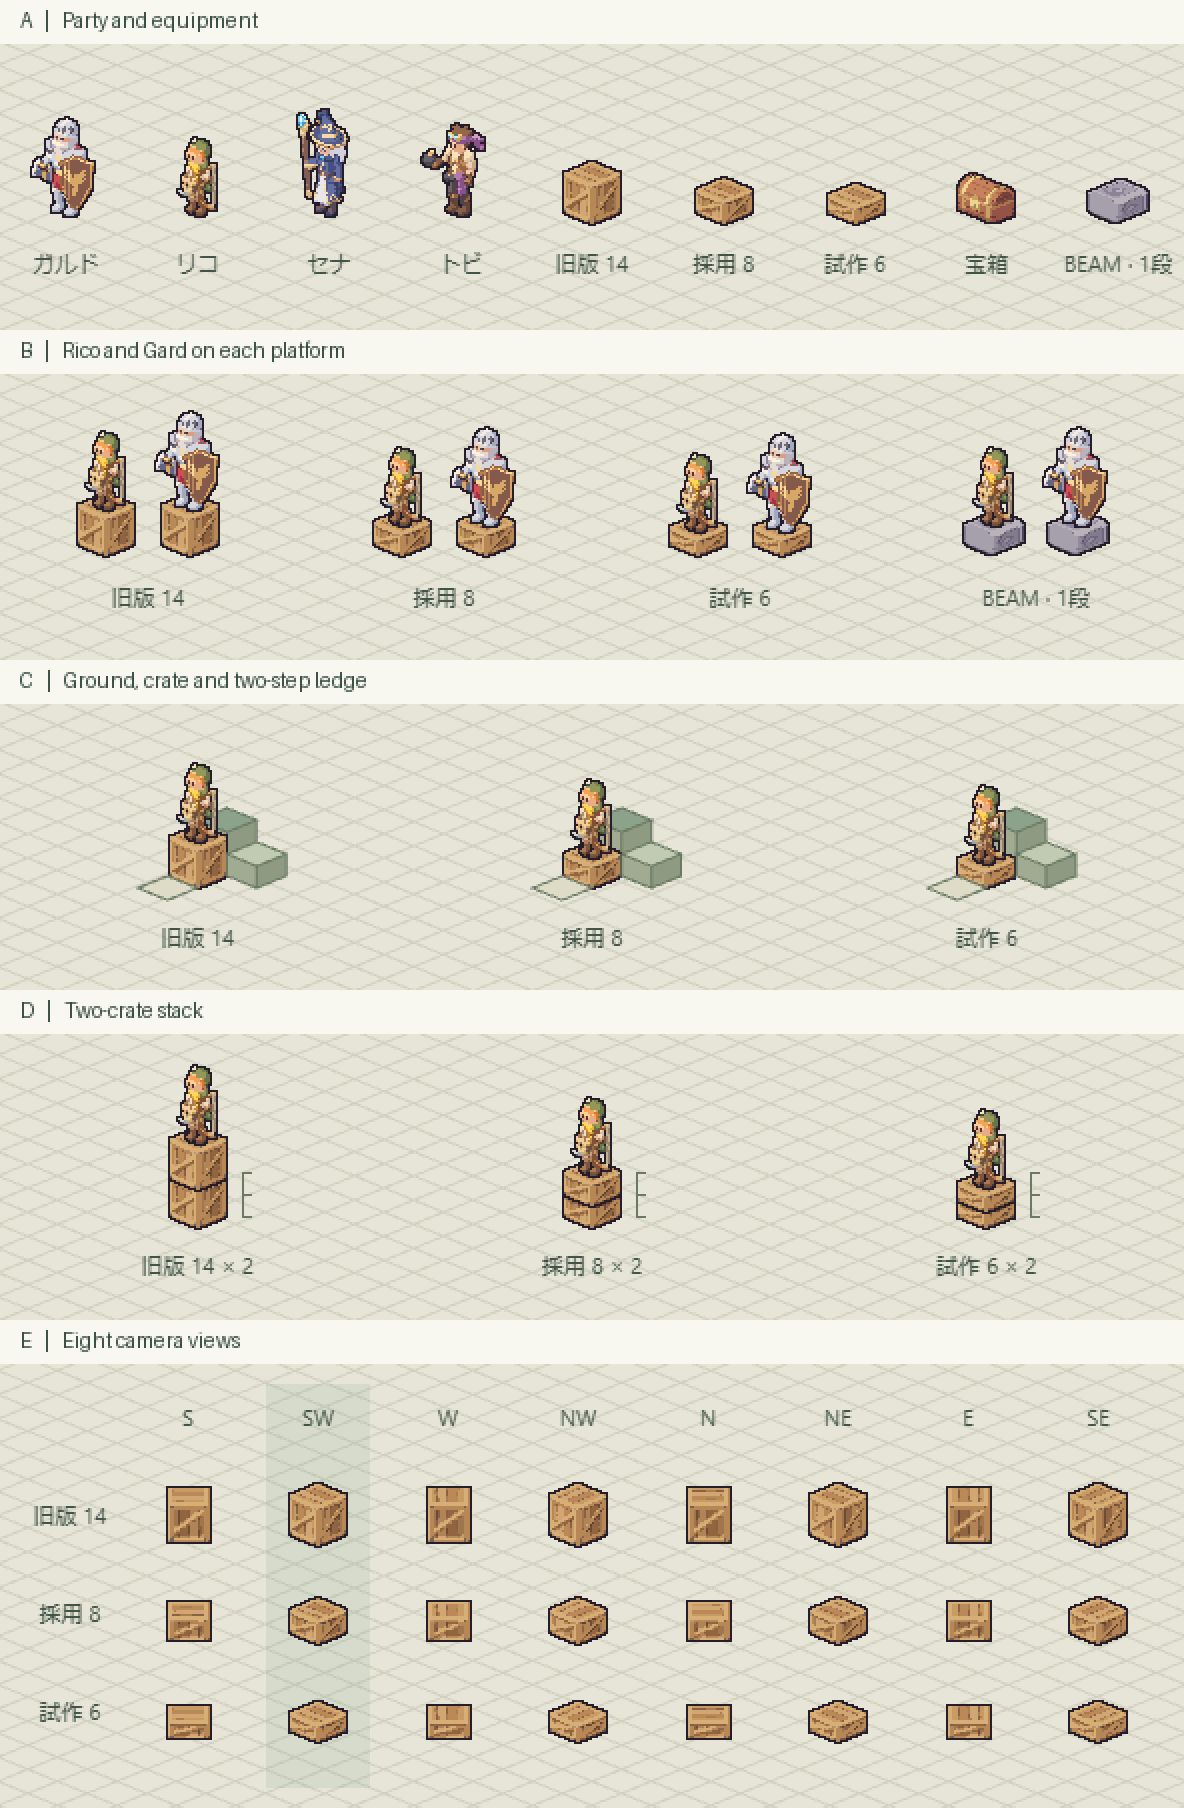 A | Party and equipment
ガルド リコ セナ トビ 旧版 14 採用 8 試作 6 宝箱 BEAM · 1段
B | Rico and Gard on each platform
旧版 14 採用 8 試作 6 BEAM · 1段
C | Ground, crate and two-step ledge
旧版 14 採用 8 試作 6
D | Two-crate stack
旧版 14 × 2 採用 8 × 2 試作 6 × 2
E | Eight camera views
S SW W NW N NE E SE
旧版 14
採用 8
試作 6